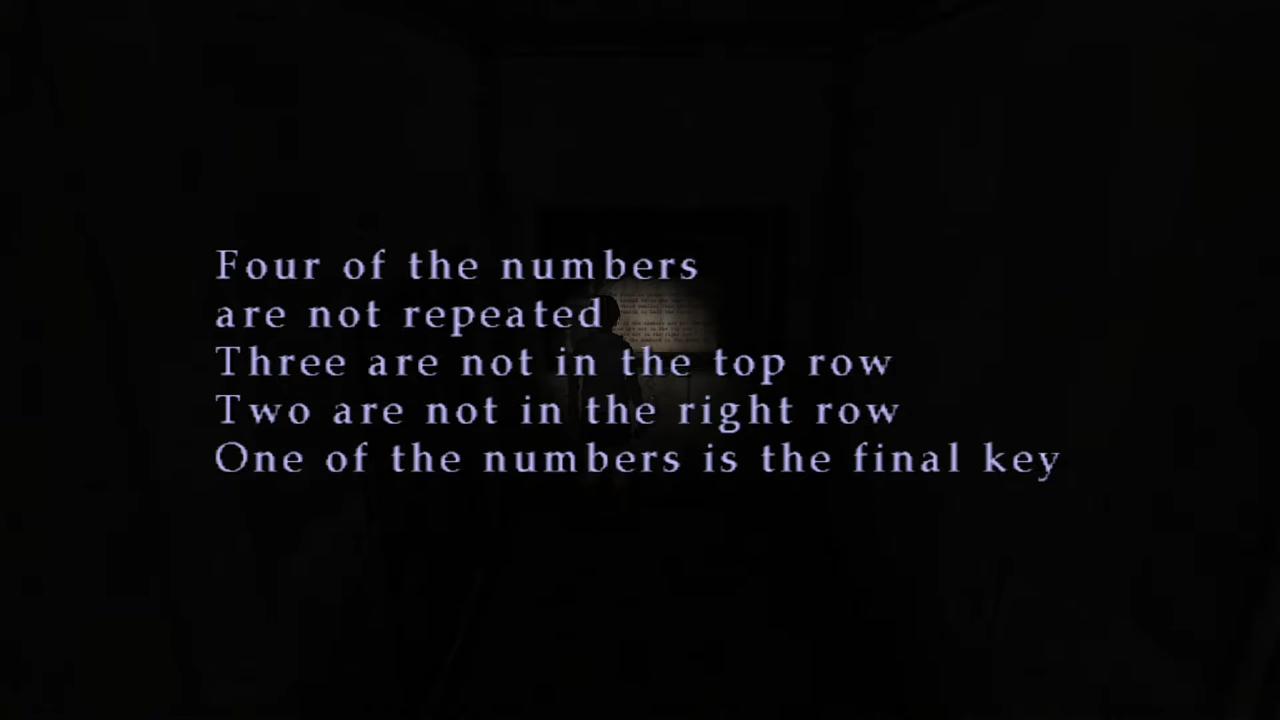 Four of the numbers
are not repeated
Three are not in the top row
Two are not in the right row
One of the numbers is the final key